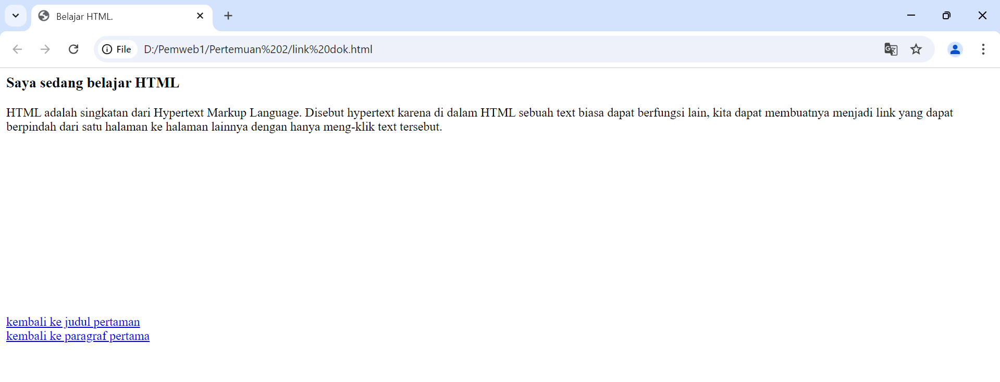 Belajar HTML.
File D:/Pemweb1/Pertemuan%202/link%20dok.html
Saya sedang belajar HTML
HTML adalah singkatan dari Hypertext Markup Language. Disebut hypertext karena di dalam HTML sebuah text biasa dapat berfungsi lain, kita dapat membuatnya menjadi link yang dapat
berpindah dari satu halaman ke halaman lainnya dengan hanya meng-klik text tersebut.
kembali ke judul pertaman
kembali ke paragraf pertama